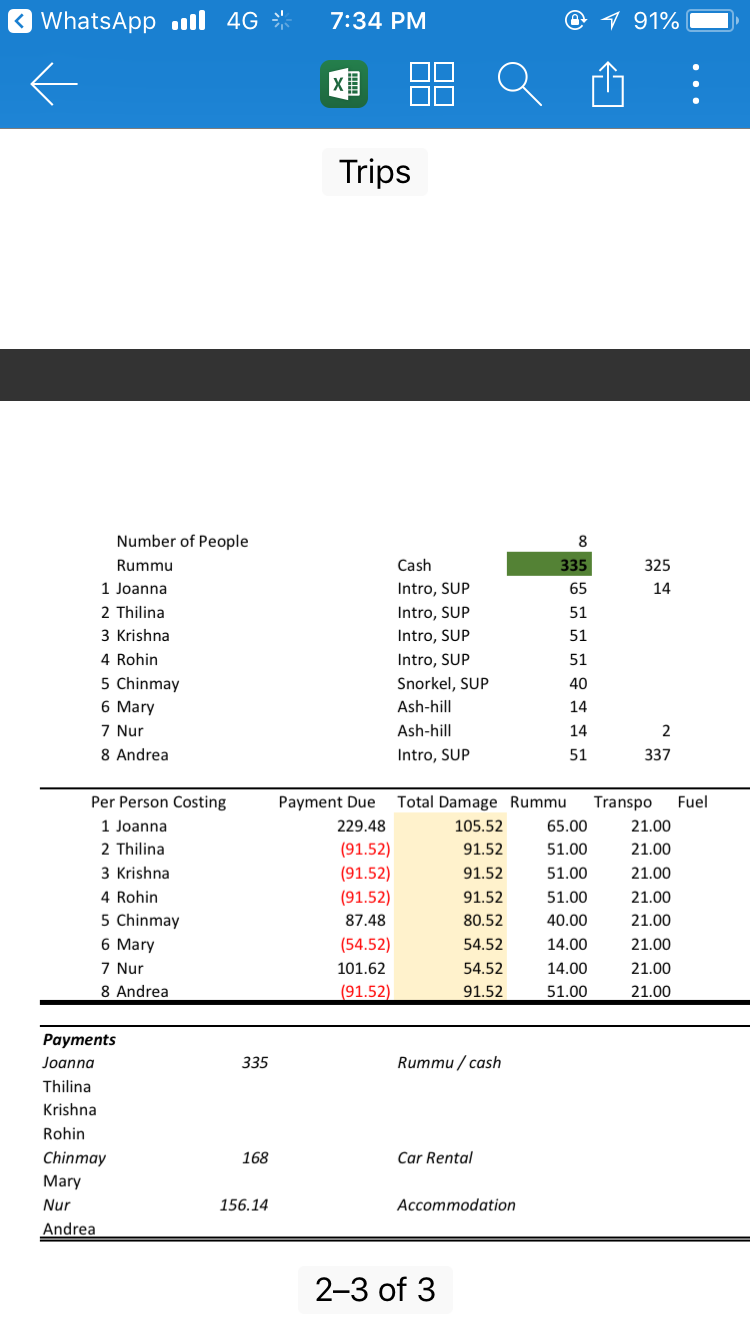 WhatsApp 4G 7:34 PM 91%
Trips
Number of People 8
Rummu Cash 335 325
1 Joanna Intro, SUP 65 14
2 Thilina Intro, SUP 51
3 Krishna Intro, SUP 51
4 Rohin Intro, SUP 51
5 Chinmay Snorkel, SUP 40
6 Mary Ash-hill 14
7 Nur Ash-hill 14 2
8 Andrea Intro, SUP 51 337
Per Person Costing Payment Due Total Damage Rummu Transpo Fuel
1 Joanna 229.48 105.52 65.00 21.00
2 Thilina (91.52) 91.52 51.00 21.00
3 Krishna (91.52) 91.52 51.00 21.00
4 Rohin (91.52) 91.52 51.00 21.00
5 Chinmay 87.48 80.52 40.00 21.00
6 Mary (54.52) 54.52 14.00 21.00
7 Nur 101.62 54.52 14.00 21.00
8 Andrea (91.52) 91.52 51.00 21.00
Payments
Joanna 335 Rummu / cash
Thilina
Krishna
Rohin
Chinmay 168 Car Rental
Mary
Nur 156.14 Accommodation
Andrea
2–3 of 3